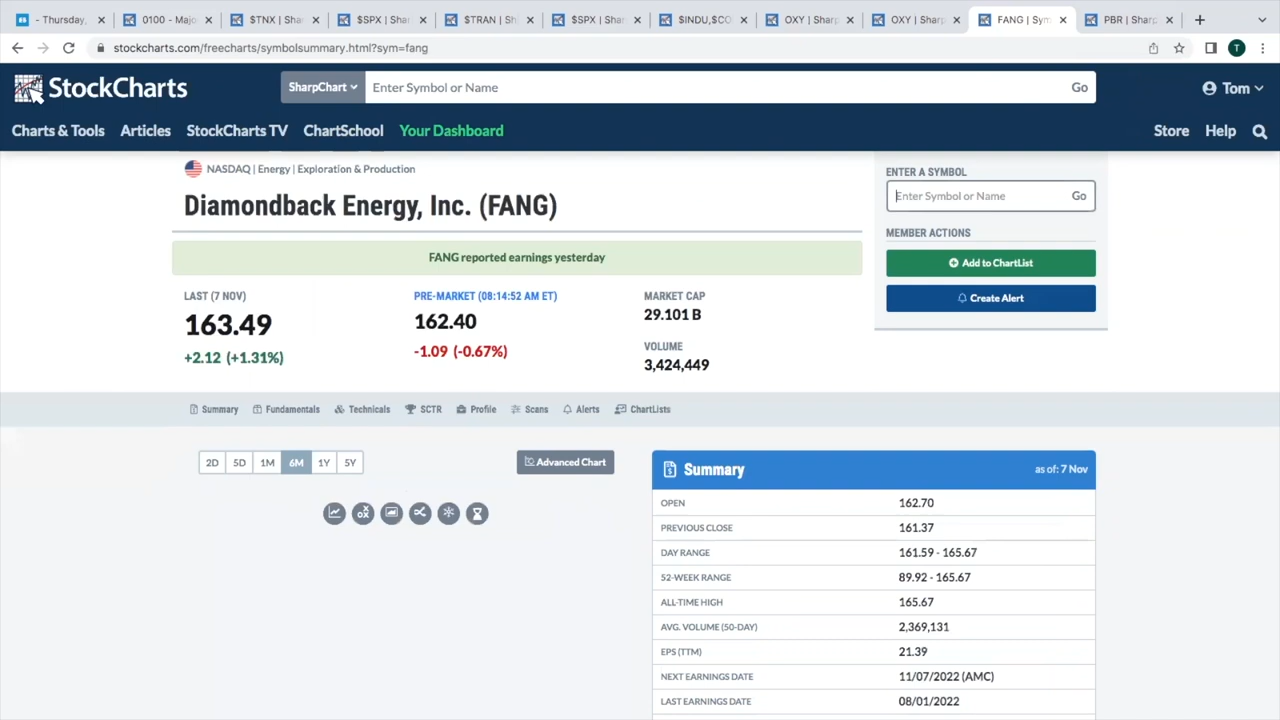 - Thursday,
0100 - Majo
$TNX | Shar
$SPX | Shar
$TRAN | Sh
$SPX | Shar
$INDU,$CO
OXY | Sharp
OXY | Sharp
FANG | Sym
PBR | Sharp
stockcharts.com/freecharts/symbolsummary.html?sym=fang
T
StockCharts
SharpChart
Enter Symbol or Name
Go
Tom
Charts & Tools
Articles
StockCharts TV
ChartSchool
Your Dashboard
Store
Help
NASDAQ | Energy | Exploration & Production
Diamondback Energy, Inc. (FANG)
FANG reported earnings yesterday
LAST (7 NOV)
163.49
+2.12 (+1.31%)
PRE-MARKET (08:14:52 AM ET)
162.40
-1.09 (-0.67%)
MARKET CAP
29.101 B
VOLUME
3,424,449
ENTER A SYMBOL
Enter Symbol or Name
Go
MEMBER ACTIONS
Add to ChartList
Create Alert
Summary
Fundamentals
Technicals
SCTR
Profile
Scans
Alerts
ChartLists
2D
5D
1M
6M
1Y
5Y
Advanced Chart
Summary
as of: 7 Nov
OPEN 162.70
PREVIOUS CLOSE 161.37
DAY RANGE 161.59 - 165.67
52-WEEK RANGE 89.92 - 165.67
ALL-TIME HIGH 165.67
AVG. VOLUME (50-DAY) 2,369,131
EPS (TTM) 21.39
NEXT EARNINGS DATE 11/07/2022 (AMC)
LAST EARNINGS DATE 08/01/2022